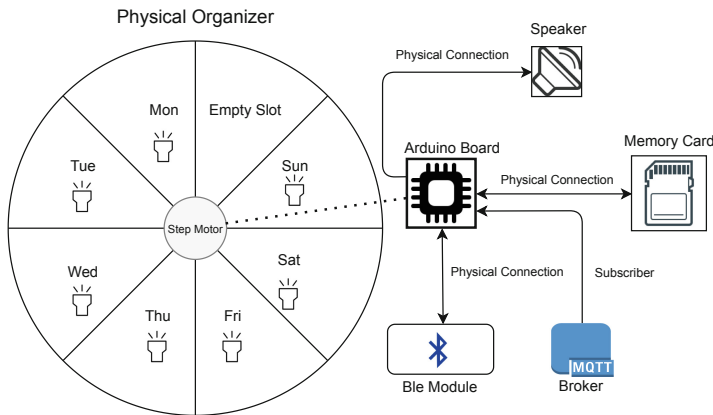 Physical Organizer
Speaker
Physical Connection
Mon
Empty Slot
Tue
Sun
Arduino Board
Memory Card
Physical Connection
Step Motor
Wed
Sat
Physical Connection
Subscriber
Thu
Fri
MQTT
Ble Module
Broker